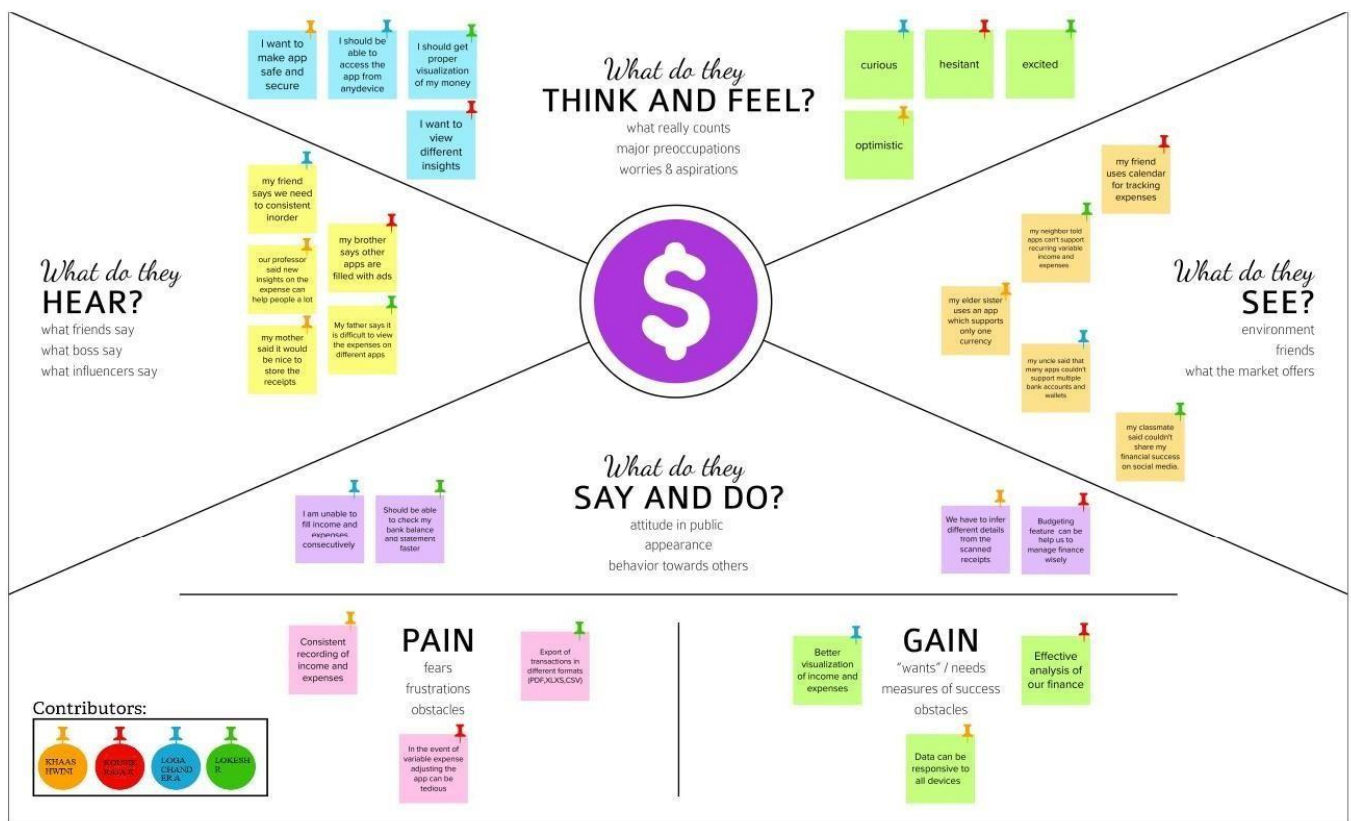 I want to
make app
safe and
secure
I should be
able to
access the
app from
anydevice
I should get
proper
visualization
of my money
I want to
view
different
insights
What do they
THINK AND FEEL?
what really counts
major preoccupations
worries & aspirations
curious
hesitant
excited
optimistic
What do they
HEAR?
what friends say
what boss say
what influencers say
my friend
says we need
to consistent
inorder
my brother
says other
apps are
filled with ads
our professor
said new
insights on the
expense can
help people a lot
My father says it
is difficult to view
the expenses on
different apps
my mother
said it would
be nice to
store the
receipts
my friend
uses calendar
for tracking
expenses
my neighbor told
apps can't support
recurring variable
income and
expenses
my elder sister
uses an app
which supports
only one
currency
my uncle said that
many apps couldn't
support multiple
bank accounts and
wallets
my classmate
said couldn't
share my
financial success
on social media.
What do they
SEE?
environment
friends
what the market offers
$
What do they
SAY AND DO?
attitude in public
appearance
behavior towards others
I am unable to
fill income and
expenses
consecutively
Should be able
to check my
bank balance
and statement
faster
We have to infer
different details
from the
scanned
receipts
Budgeting
feature can be
help us to
manage finance
wisely
PAIN
fears
frustrations
obstacles
Consistent
recording of
income and
expenses
Export of
transactions in
different formats
(PDF,XLXS,CSV)
In the event of
variable expense
adjusting the
app can be
tedious
GAIN
"wants" / needs
measures of success
obstacles
Better
visualization
of income and
expenses
Effective
analysis of
our finance
Data can be
responsive to
all devices
Contributors:
KHAAS
HWINI
LOGA
CHAND
ER A
LOKESH
R